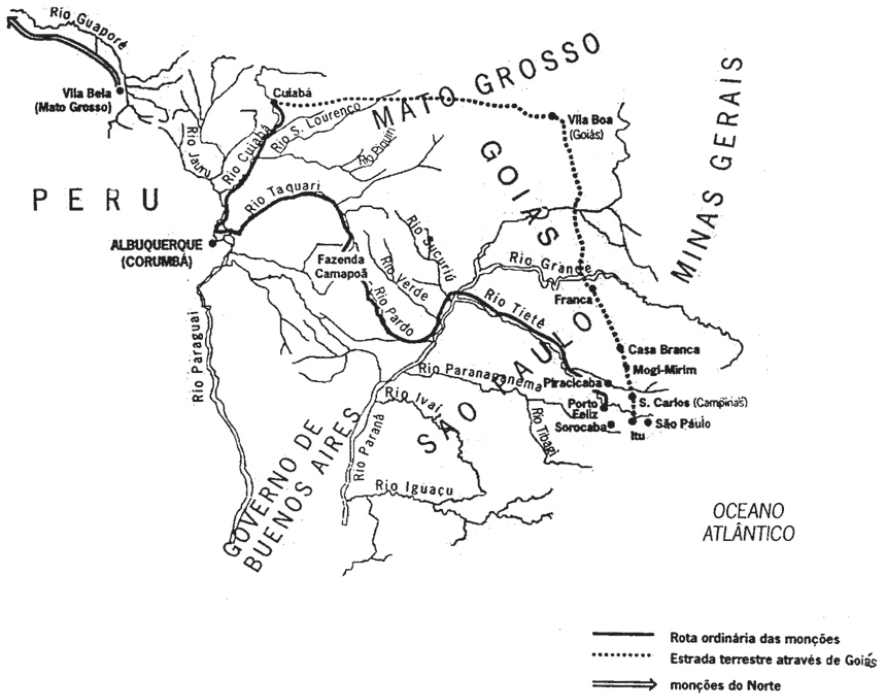 Rio Guaporé
Vila Bela
(Mato Grosso)
Cuiabá
MATO GROSSO
Rio S. Lourenço
Rio Piquiri
Rio Cuiabá
Rio Jauru
Vila Boa
(Goiás)
GOIÁS
MINAS GERAIS
PERU
Rio Taquari
ALBUQUERQUE
(CORUMBÁ)
Fazenda
Camapoã
Rio Sucuriú
Rio Verde
Rio Pardo
Rio Grande
Franca
Rio Tietê
Rio Paraguai
Casa Branca
Mogi-Mirim
Rio Paranapanema
Piracicaba
S. Carlos (Campinas)
Porto
Feliz
Sorocaba
São Páulo
Itu
SÃO PAULO
Rio Ivaí
Rio Tibagi
Rio Paraná
Rio Iguaçu
GOVERNO DE
BUENOS AIRES
OCEANO
ATLÂNTICO
Rota ordinária das monções
Estrada terrestre através de Goiás
monções do Norte